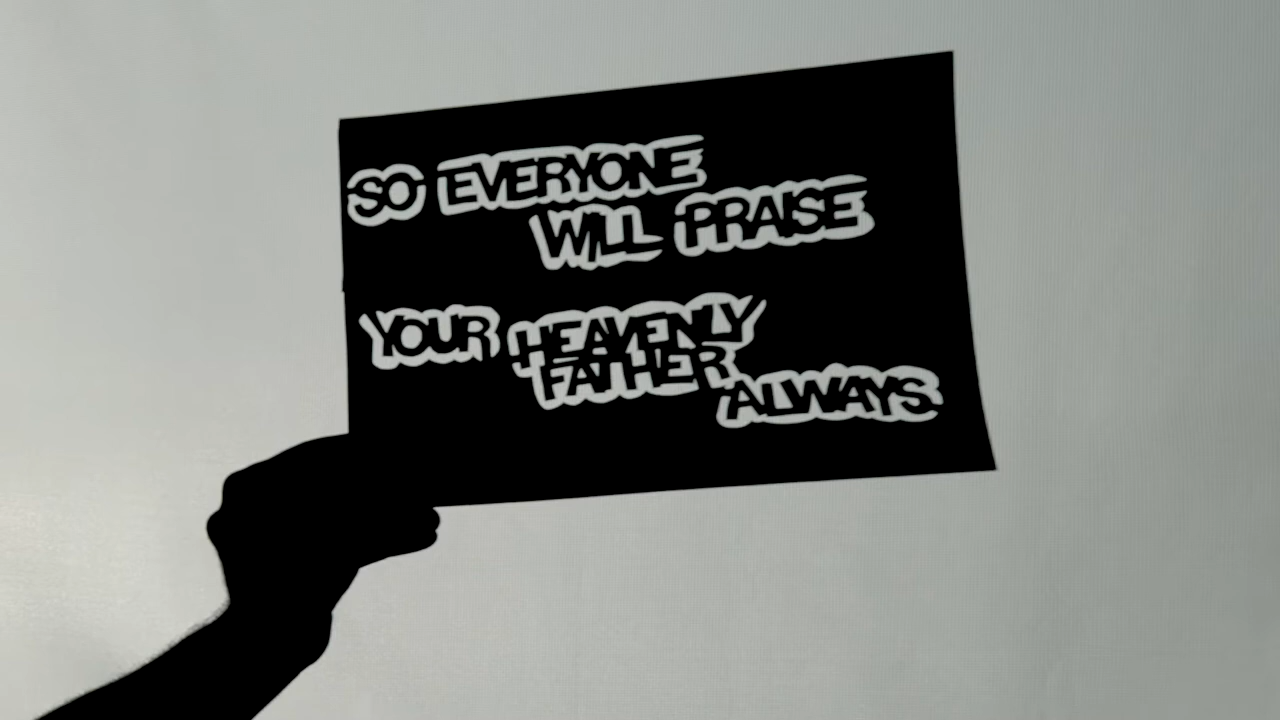 SO EVERYONE
WILL PRAISE
YOUR HEAVENLY
FATHER
ALWAYS.